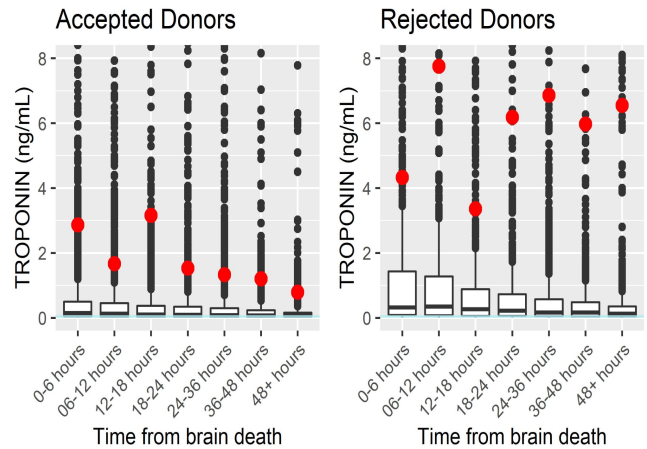 Accepted Donors
TROPONIN (ng/mL)
8
6
4
2
0
0-6 hours
06-12 hours
12-18 hours
18-24 hours
24-36 hours
36-48 hours
48+ hours
Time from brain death
Rejected Donors
TROPONIN (ng/mL)
8
6
4
2
0
0-6 hours
06-12 hours
12-18 hours
18-24 hours
24-36 hours
36-48 hours
48+ hours
Time from brain death